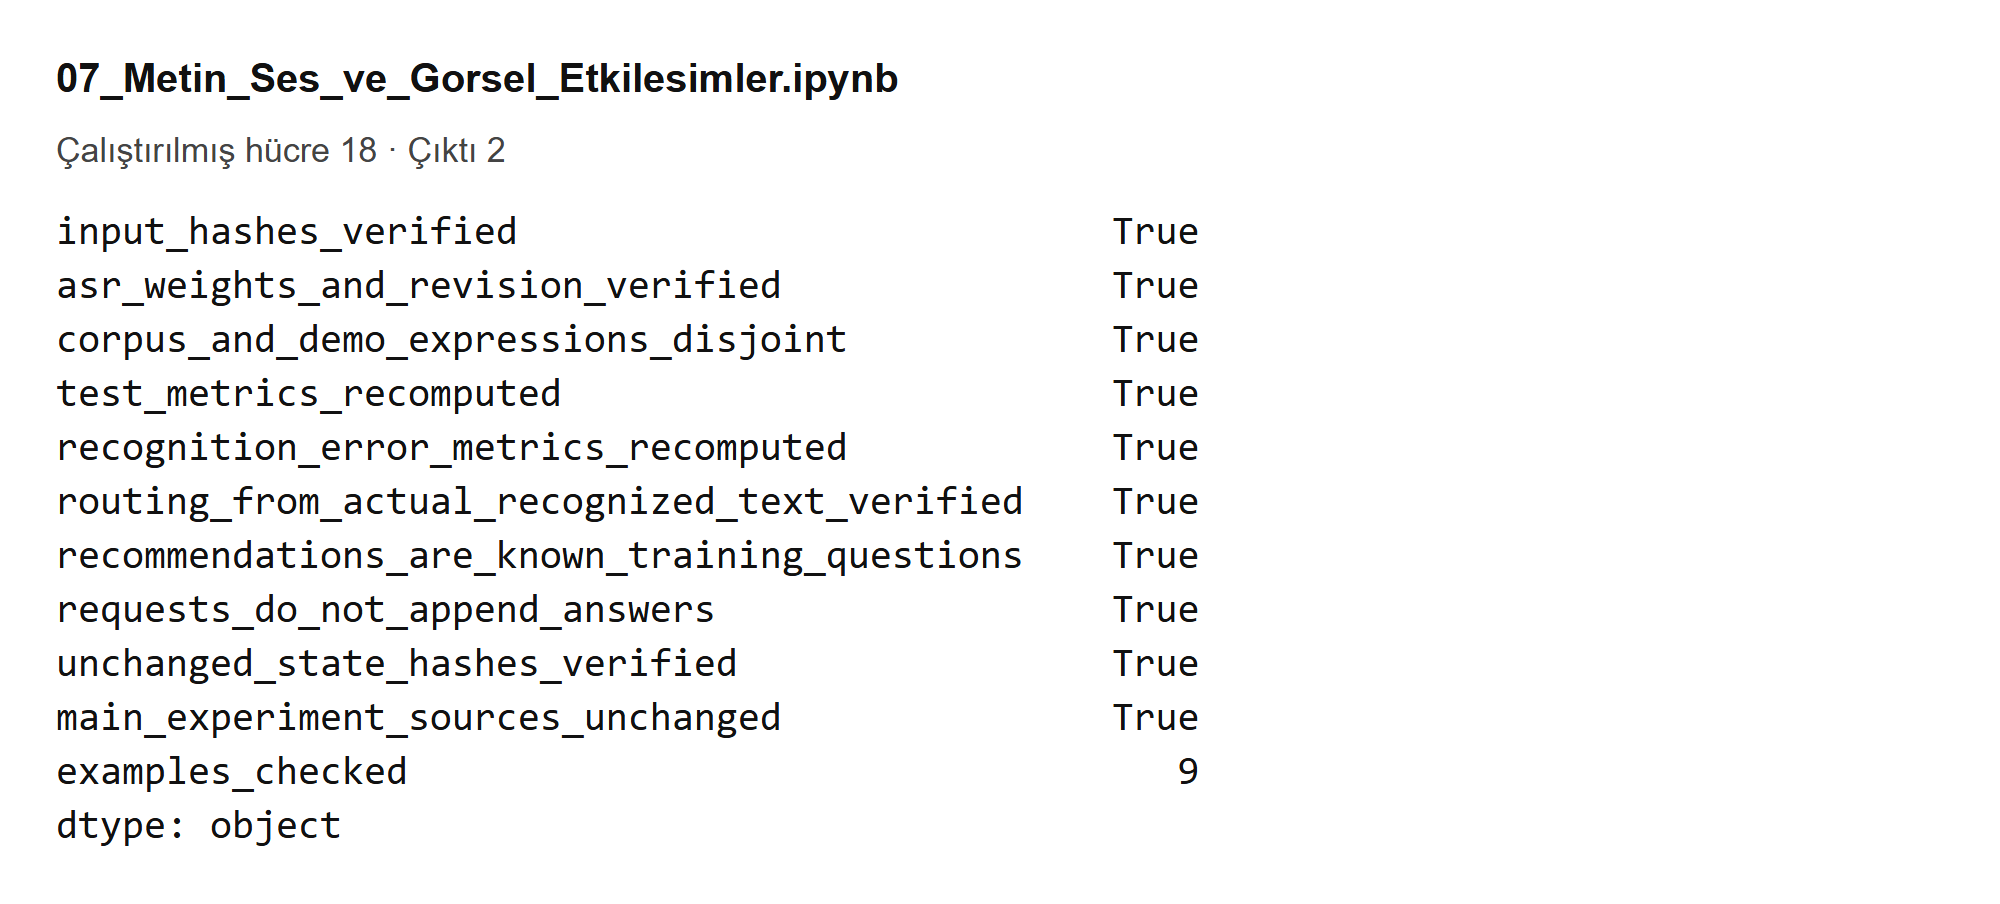 07_Metin_Ses_ve_Gorsel_Etkilesimler.ipynb
Çalıştırılmış hücre 18 · Çıktı 2
input_hashes_verified True
asr_weights_and_revision_verified True
corpus_and_demo_expressions_disjoint True
test_metrics_recomputed True
recognition_error_metrics_recomputed True
routing_from_actual_recognized_text_verified True
recommendations_are_known_training_questions True
requests_do_not_append_answers True
unchanged_state_hashes_verified True
main_experiment_sources_unchanged True
examples_checked 9
dtype: object